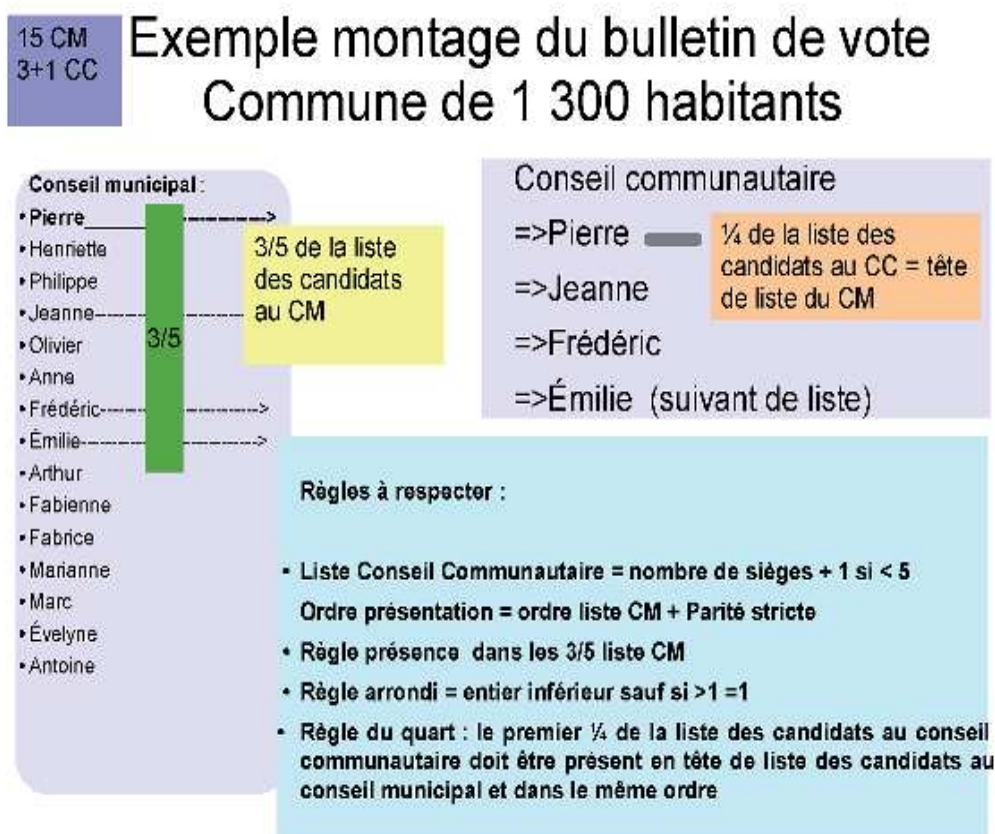 15 CM
3+1 CC
Exemple montage du bulletin de vote
Commune de 1 300 habitants
Conseil municipal :
• Pierre
• Henriette
• Philippe
• Jeanne
• Olivier
• Anne
• Frédéric
• Émilie
• Arthur
• Fabienne
• Fabrice
• Marianne
• Marc
• Évelyne
• Antoine
3/5
3/5 de la liste
des candidats
au CM
Conseil communautaire
=>Pierre
=>Jeanne
=>Frédéric
=>Émilie (suivant de liste)
¼ de la liste des
candidats au CC = tête
de liste du CM
Règles à respecter :
• Liste Conseil Communautaire = nombre de sièges + 1 si < 5
Ordre présentation = ordre liste CM + Parité stricte
• Règle présence dans les 3/5 liste CM
• Règle arrondi = entier inférieur sauf si >1 =1
• Règle du quart : le premier ¼ de la liste des candidats au conseil
communautaire doit être présent en tête de liste des candidats au
conseil municipal et dans le même ordre